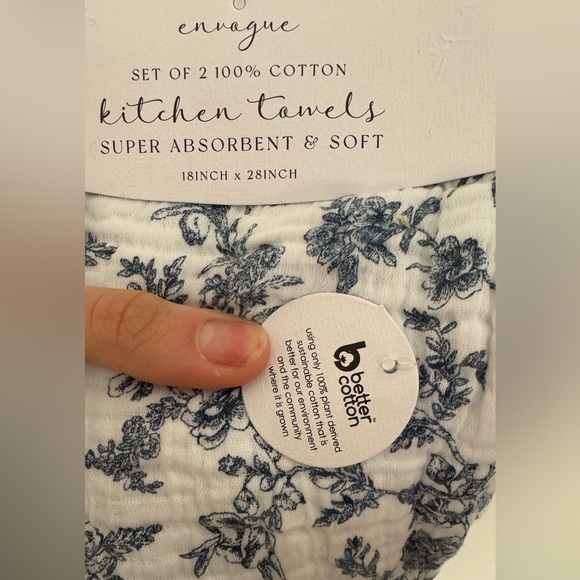 envogue
SET OF 2 100% COTTON
kitchen towels
SUPER ABSORBENT & SOFT
18INCH x 28INCH
better
cotton™
using only 100% plant derived
sustainable cotton that is
better for our environment
and the community
where it is grown